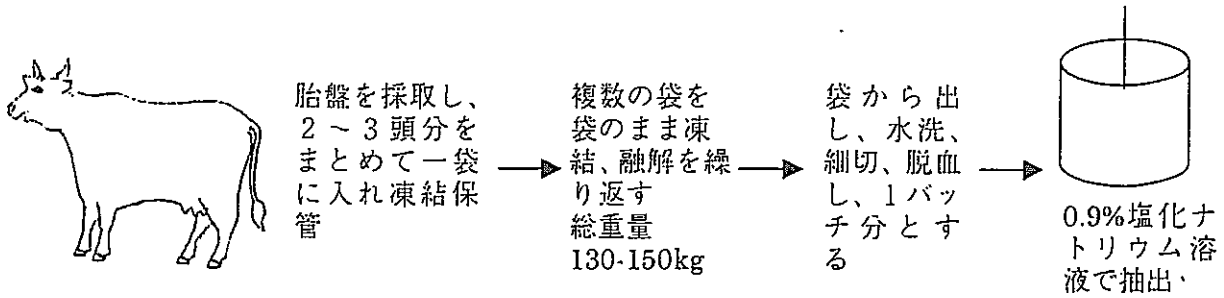 胎盤を採取し、
２～３頭分を
まとめて一袋
に入れ凍結保
管
複数の袋を
袋のまま凍
結、融解を繰
り返す
総重量
130-150kg
袋から出
し、水洗、
細切、脱血
し、1バッ
チ分とす
る
0.9%塩化ナ
トリウム溶
液で抽出